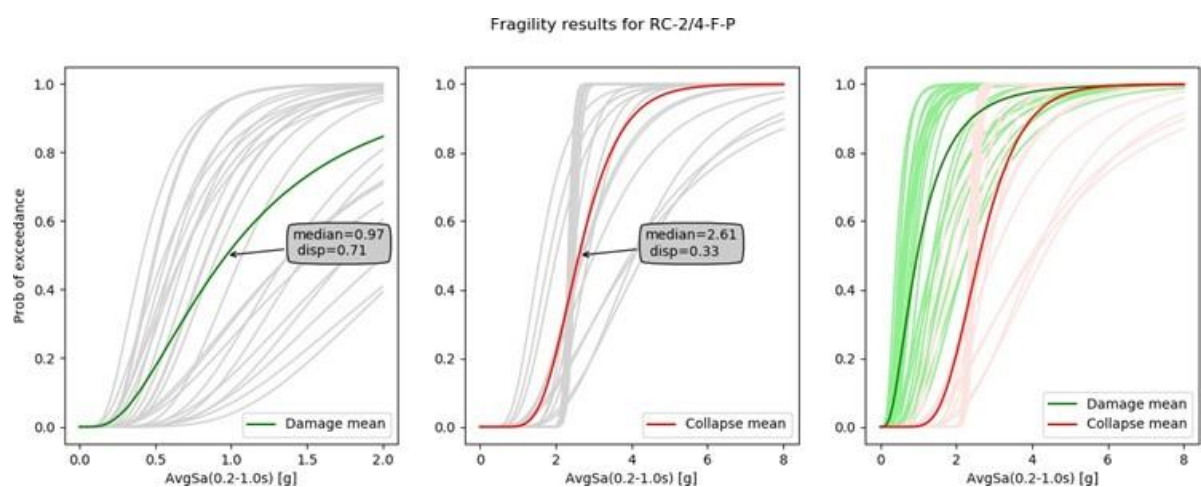 Fragility results for RC-2/4-F-P
Prob of exceedance
1.0
0.8
0.6
0.4
0.2
0.0
median=0.97
disp=0.71
Damage mean
0.0 0.5 1.0 1.5 2.0
AvgSa(0.2-1.0s) [g]
1.0
0.8
0.6
0.4
0.2
0.0
median=2.61
disp=0.33
Collapse mean
0 2 4 6 8
AvgSa(0.2-1.0s) [g]
1.0
0.8
0.6
0.4
0.2
0.0
Damage mean
Collapse mean
0 2 4 6 8
AvgSa(0.2-1.0s) [g]